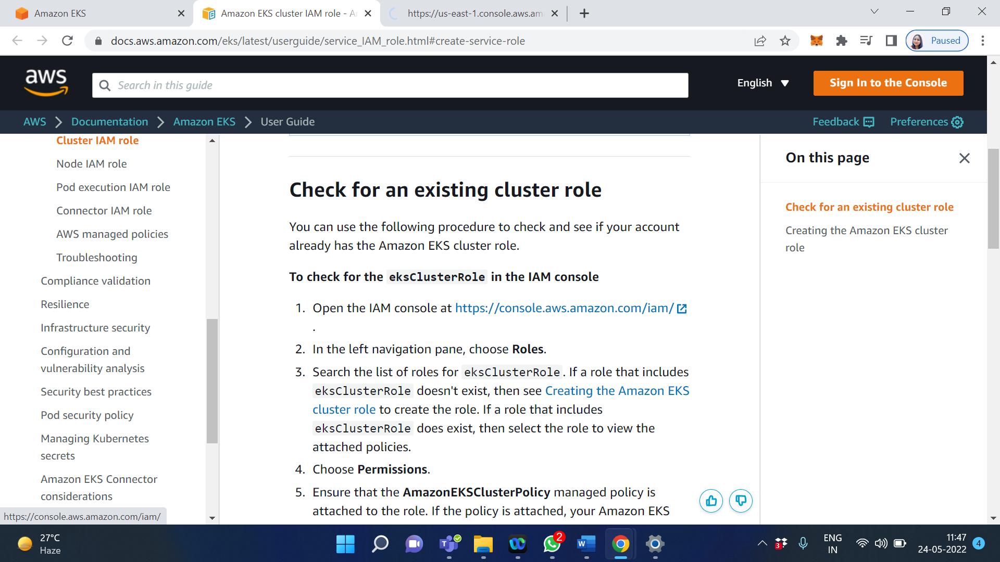 Amazon EKS
Amazon EKS cluster IAM role - A
https://us-east-1.console.aws.am
docs.aws.amazon.com/eks/latest/userguide/service_IAM_role.html#create-service-role
Paused
aws
Search in this guide
English
Sign In to the Console
AWS
Documentation
Amazon EKS
User Guide
Feedback
Preferences
Cluster IAM role
Node IAM role
Pod execution IAM role
Connector IAM role
AWS managed policies
Troubleshooting
Compliance validation
Resilience
Infrastructure security
Configuration and
vulnerability analysis
Security best practices
Pod security policy
Managing Kubernetes
secrets
Amazon EKS Connector
considerations
https://console.aws.amazon.com/iam/
Check for an existing cluster role
You can use the following procedure to check and see if your account
already has the Amazon EKS cluster role.
To check for the eksClusterRole in the IAM console
1. Open the IAM console at https://console.aws.amazon.com/iam/
.
2. In the left navigation pane, choose Roles.
3. Search the list of roles for eksClusterRole. If a role that includes
eksClusterRole doesn't exist, then see Creating the Amazon EKS
cluster role to create the role. If a role that includes
eksClusterRole does exist, then select the role to view the
attached policies.
4. Choose Permissions.
5. Ensure that the AmazonEKSClusterPolicy managed policy is
attached to the role. If the policy is attached, your Amazon EKS
On this page
Check for an existing cluster role
Creating the Amazon EKS cluster
role
27°C
Haze
2
3
ENG
IN
11:47
24-05-2022
4